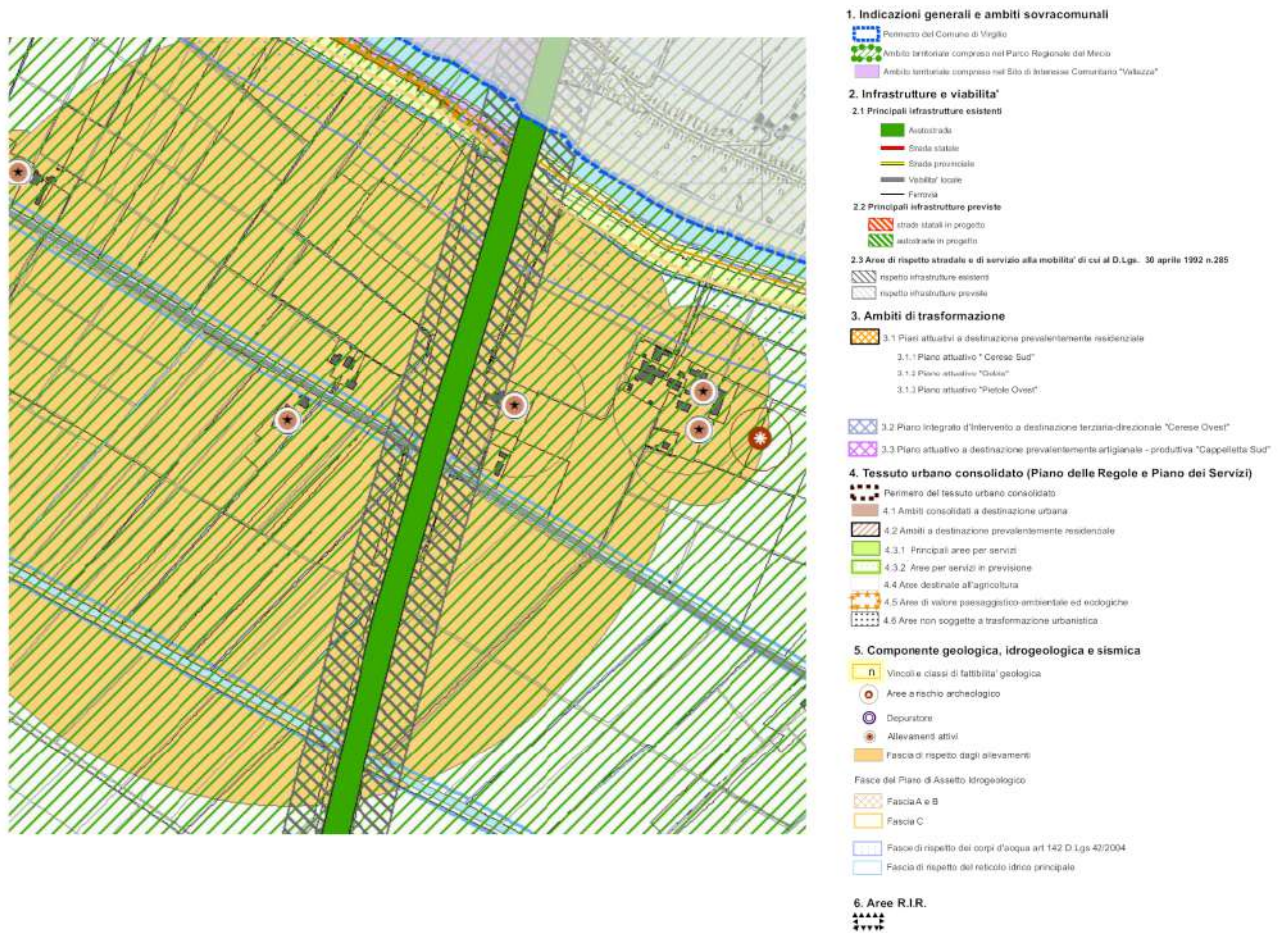 1. Indicazioni generali e ambiti sovracomunali
Perimetro del Comune di Virgilio
Ambito territoriale compreso nel Parco Regionale del Mincio
Ambito territoriale compreso nel Sito di Interesse Comunitario "Vallazza"
2. Infrastrutture e viabilita'
2.1 Principali infrastrutture esistenti
Autostrada
Strada statale
Strada provinciale
Viabilita' locale
Ferrovia
2.2 Principali infrastrutture previste
strade statali in progetto
autostrade in progetto
2.3 Aree di rispetto stradale e di servizio alla mobilita' di cui al D.Lgs. 30 aprile 1992 n.285
rispetto infrastrutture esistenti
rispetto infrastrutture previste
3. Ambiti di trasformazione
3.1 Piani attuativi a destinazione prevalentemente residenziale
3.1.1 Piano attuativo " Cerese Sud"
3.1.2 Piano attuativo "Gobio"
3.1.3 Piano attuativo "Pietole Ovest"
3.2 Piano Integrato d'Intervento a destinazione terziaria-direzionale "Cerese Ovest"
3.3 Piano attuativo a destinazione prevalentemente artigianale - produttiva "Cappelletta Sud"
4. Tessuto urbano consolidato (Piano delle Regole e Piano dei Servizi)
Perimetro del tessuto urbano consolidato
4.1 Ambiti consolidati a destinazione urbana
4.2 Ambiti a destinazione prevalentemente residenziale
4.3.1 Principali aree per servizi
4.3.2 Aree per servizi in previsione
4.4 Aree destinate all'agricoltura
4.5 Aree di valore paesaggistico-ambientale ed ecologiche
4.6 Aree non soggette a trasformazione urbanistica
5. Componente geologica, idrogeologica e sismica
n Vincoli e classi di fattibilita' geologica
Aree a rischio archeologico
Depuratore
Allevamenti attivi
Fascia di rispetto dagli allevamenti
Fasce del Piano di Assetto Idrogeologico
Fascia A e B
Fascia C
Fasce di rispetto dei corpi d'acqua art 142 D.Lgs 42/2004
Fascia di rispetto del reticolo idrico principale
6. Aree R.I.R.